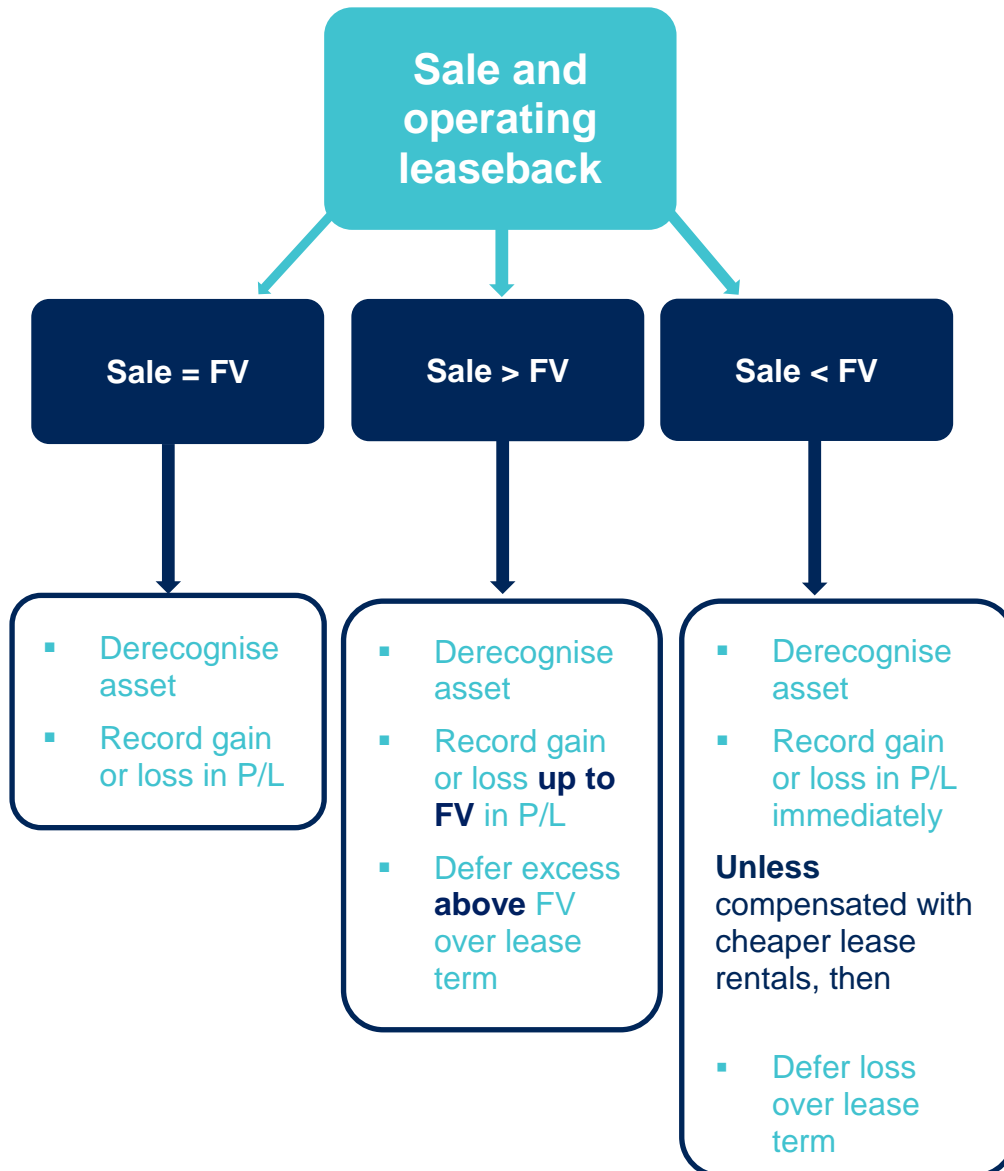 Sale and
operating
leaseback
Sale = FV
Sale > FV
Sale < FV
▪ Derecognise
asset
▪ Record gain
or loss in P/L
▪ Derecognise
asset
▪ Record gain
or loss up to
FV in P/L
▪ Defer excess
above FV
over lease
term
▪ Derecognise
asset
▪ Record gain
or loss in P/L
immediately
Unless
compensated with
cheaper lease
rentals, then
▪ Defer loss
over lease
term